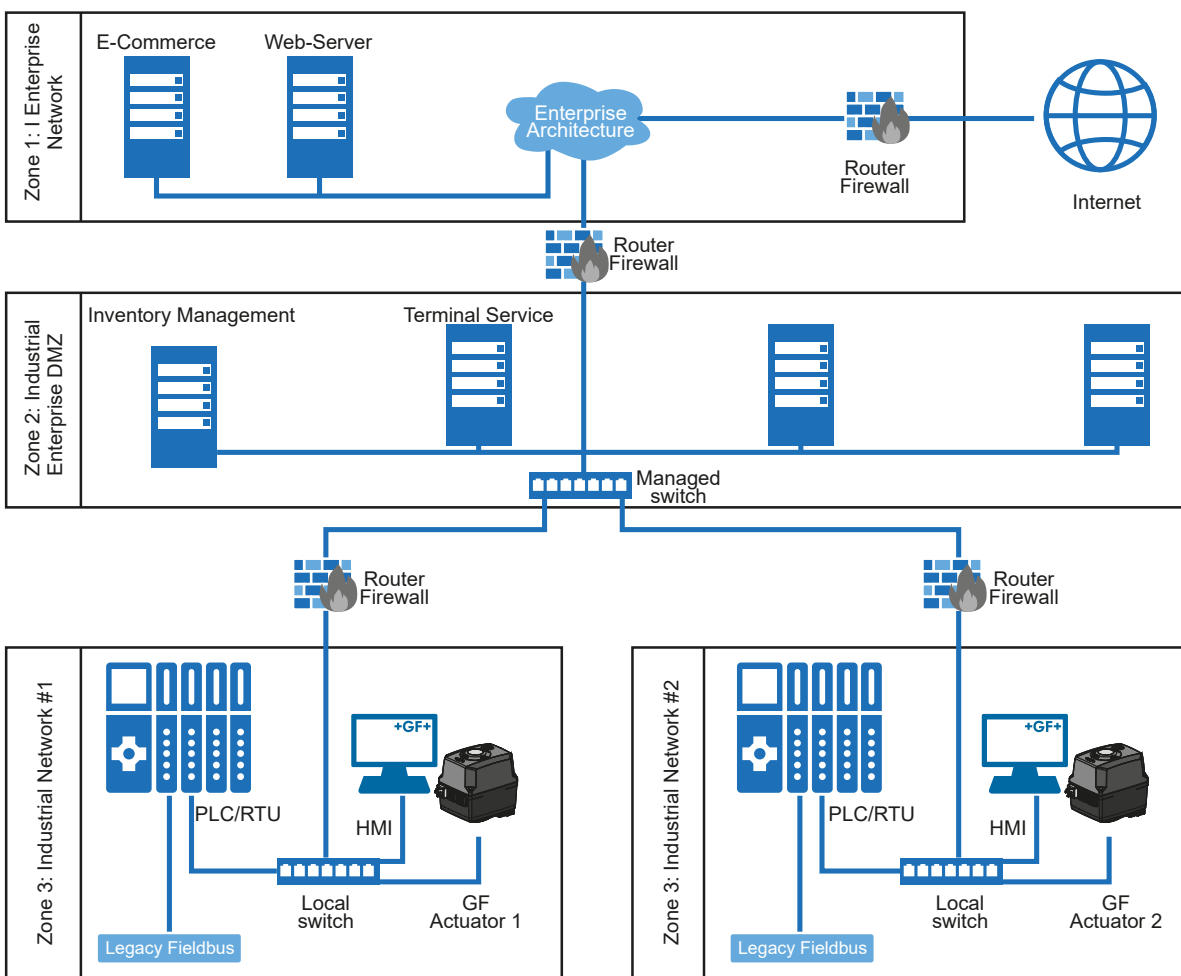 Zone 1: I Enterprise
Network
E-Commerce
Web-Server
Enterprise
Architecture
Router
Firewall
Internet
Router
Firewall
Zone 2: Industrial
Enterprise DMZ
Inventory Management
Terminal Service
Managed
switch
Router
Firewall
Router
Firewall
Zone 3: Industrial Network #1
+GF+
PLC/RTU
HMI
Local
switch
GF
Actuator 1
Legacy Fieldbus
Zone 3: Industrial Network #2
+GF+
PLC/RTU
HMI
Local
switch
GF
Actuator 2
Legacy Fieldbus